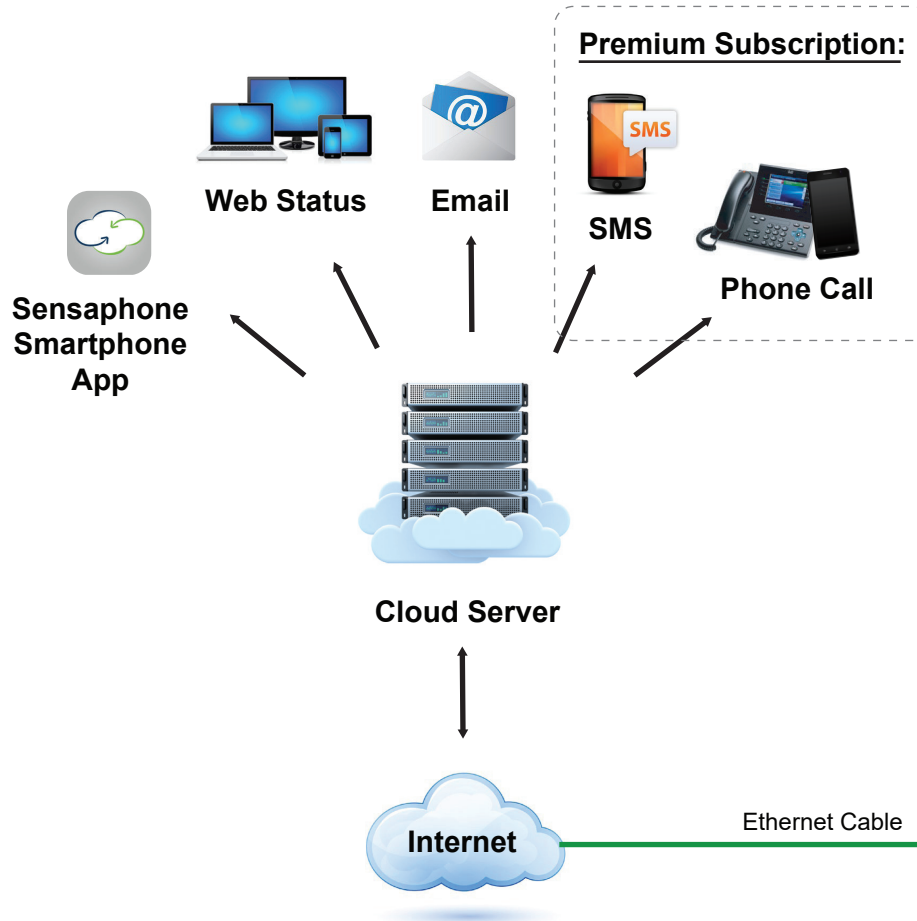 Premium Subscription:
@
SMS
Web Status
Email
SMS
Phone Call
Sensaphone
Smartphone
App
Cloud Server
Internet
Ethernet Cable